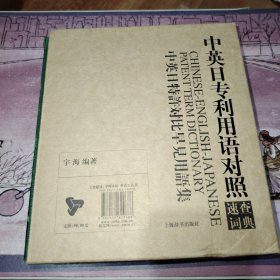 中英日专利用语对照
速查
词典
CHINESE-ENGLISH-JAPANESE
PATENT TERM DICTIONARY
中英日特許对比早見用語集
宇海 编著
上海辞书出版社